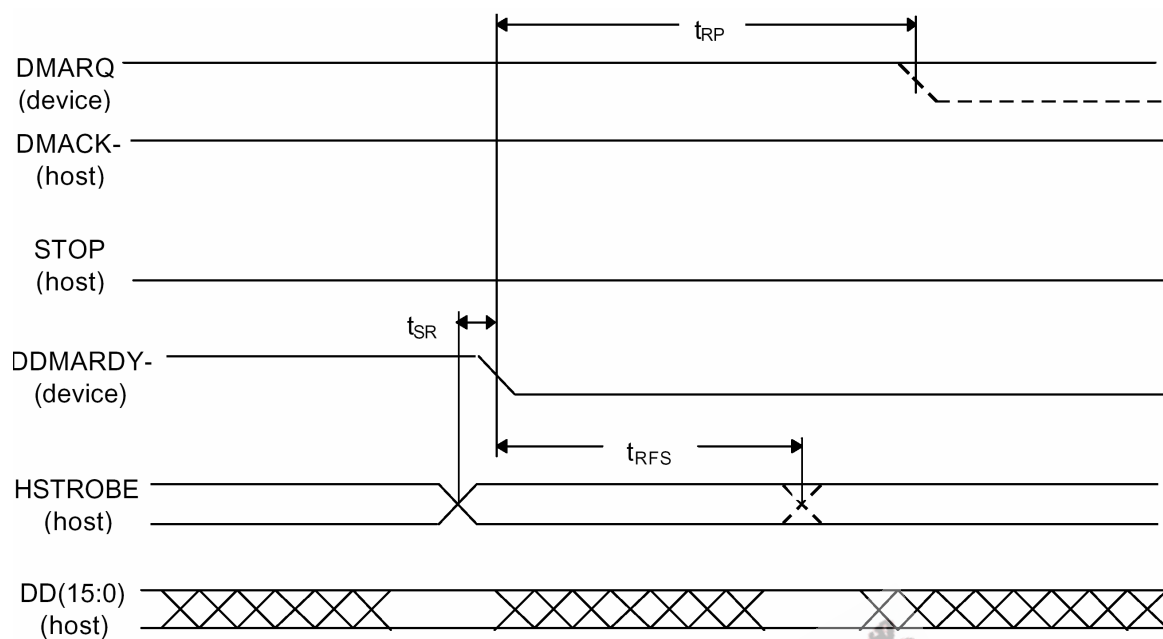 tRP
DMARQ
(device)
DMACK-
(host)
STOP
(host)
tSR
DDMARDY-
(device)
tRFS
HSTROBE
(host)
DD(15:0)
(host)